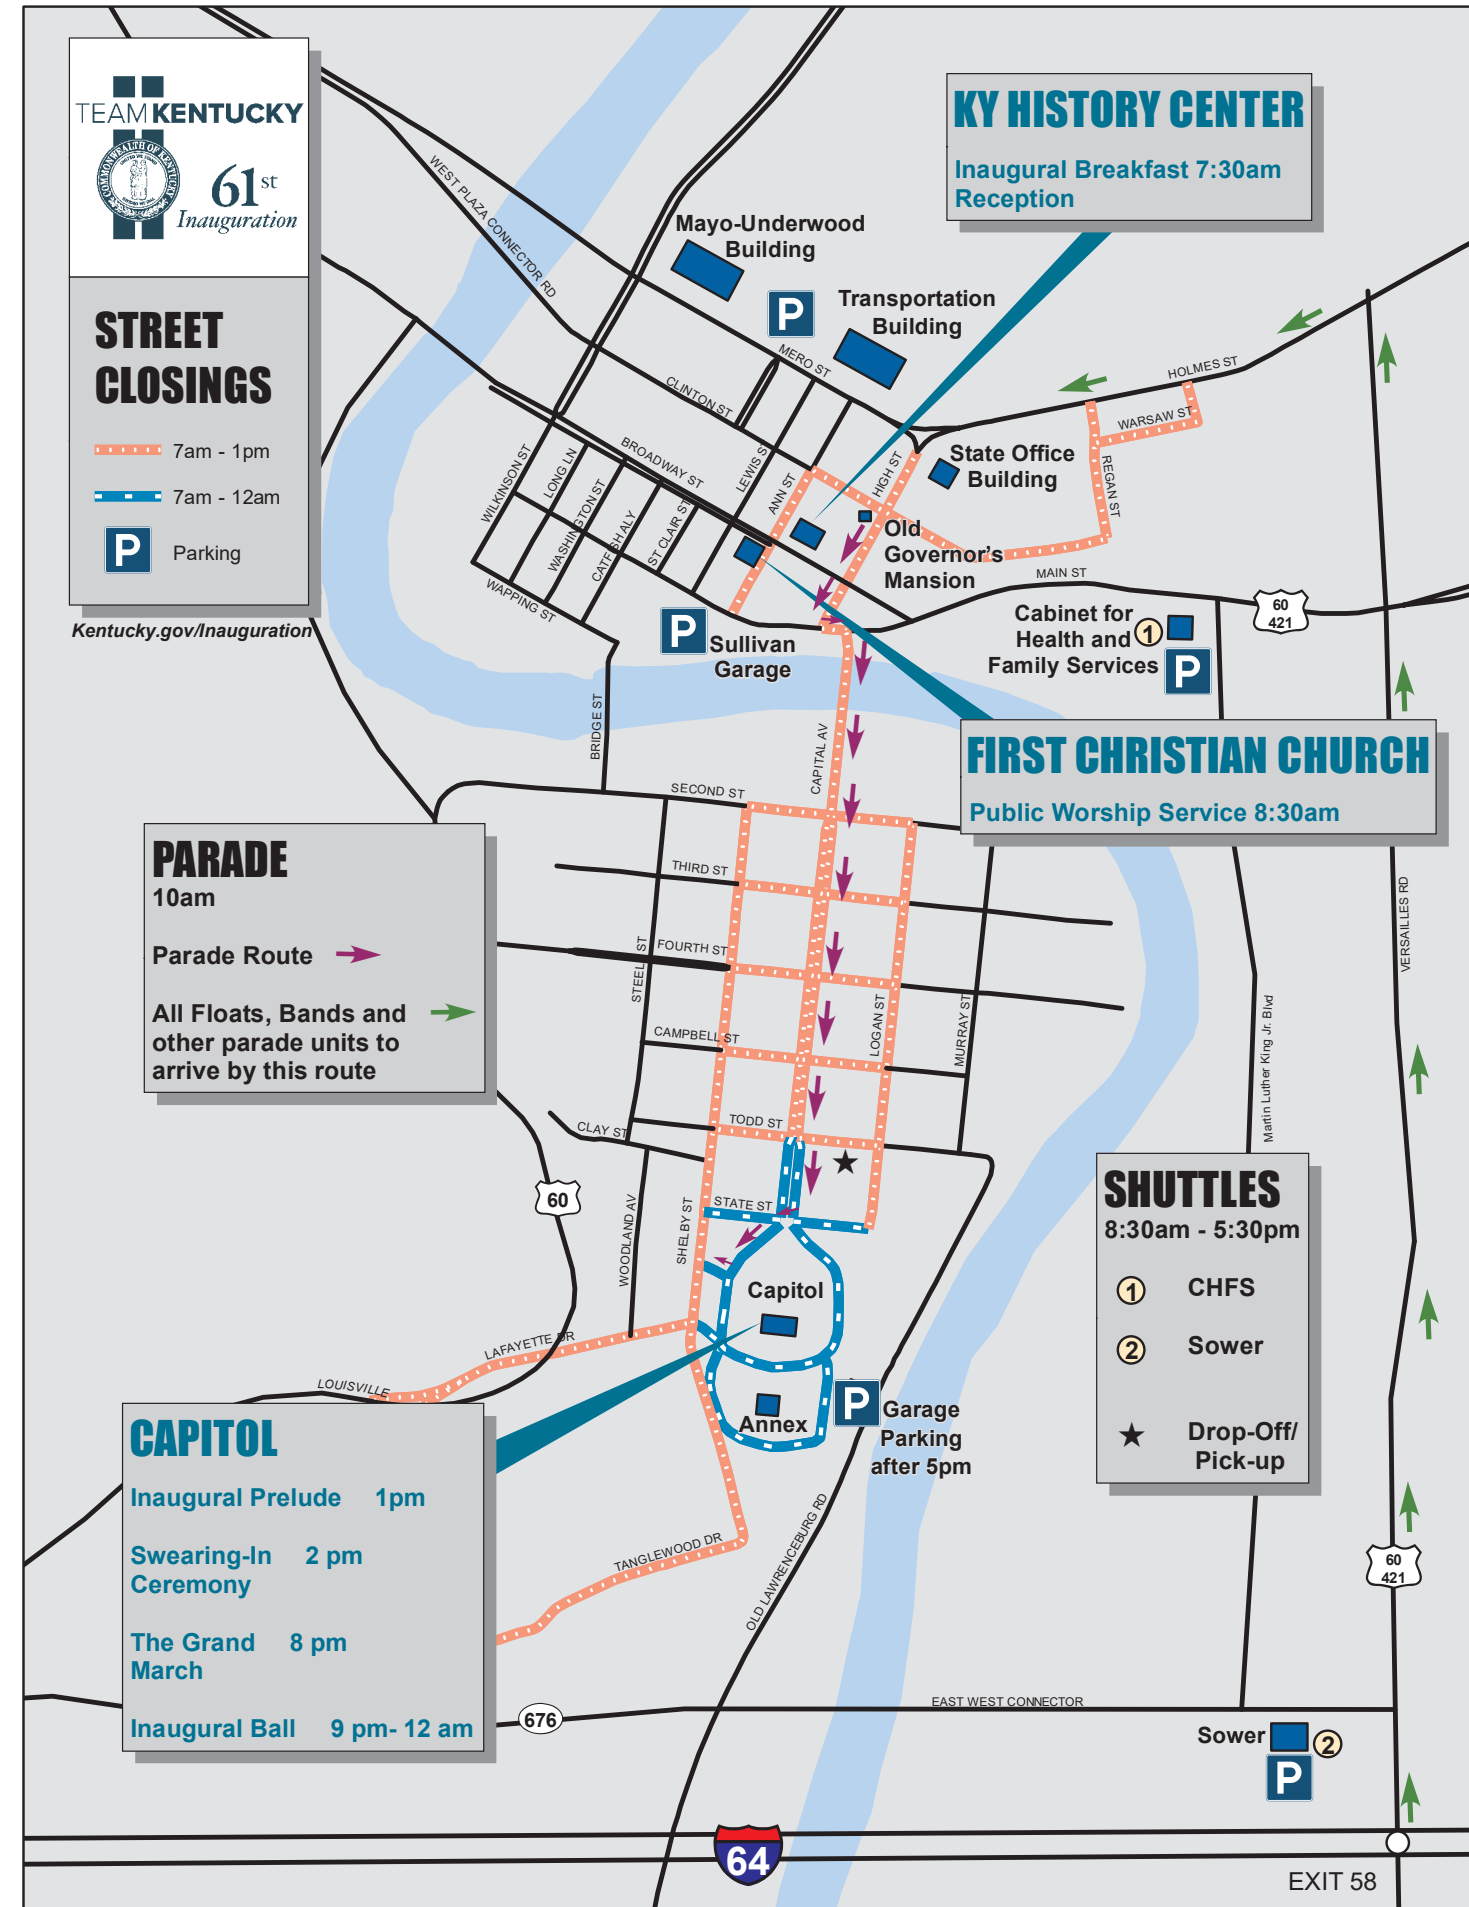 TEAM KENTUCKY
COMMONWEALTH OF KENTUCKY
61st
Inauguration
STREET
CLOSINGS
7am - 1pm
7am - 12am
P
Parking
Kentucky.gov/Inauguration
KY HISTORY CENTER
Inaugural Breakfast 7:30am
Reception
WEST PLAZA CONNECTOR RD
Mayo-Underwood
Building
P
Transportation
Building
MERO ST
CLINTON ST
HOLMES ST
WARSAW ST
REGAN ST
BROADWAY ST
LEWIS ST
ANN ST
HIGH ST
State Office
Building
WILKINSON ST
LONG LN
WASHINGTON ST
CATFISH ALY
ST CLAIR ST
WAPPING ST
Old
Governor's
Mansion
MAIN ST
60
421
Cabinet for
Health and
Family Services
1
P
P
Sullivan
Garage
BRIDGE ST
CAPITAL AV
FIRST CHRISTIAN CHURCH
Public Worship Service 8:30am
SECOND ST
THIRD ST
FOURTH ST
STEEL ST
CAMPBELL ST
LOGAN ST
MURRAY ST
TODD ST
CLAY ST
Martin Luther King Jr. Blvd
VERSAILLES RD
PARADE
10am
Parade Route
All Floats, Bands and
other parade units to
arrive by this route
60
STATE ST
SHELBY ST
WOODLAND AV
Capitol
LAFAYETTE DR
LOUISVILLE
Annex
P
Garage
Parking
after 5pm
SHUTTLES
8:30am - 5:30pm
1 CHFS
2 Sower
Drop-Off/
Pick-up
CAPITOL
Inaugural Prelude 1pm
Swearing-In 2 pm
Ceremony
The Grand 8 pm
March
Inaugural Ball 9 pm- 12 am
TANGLEWOOD DR
OLD LAWRENCEBURG RD
60
421
EAST WEST CONNECTOR
676
Sower
2
P
64
EXIT 58